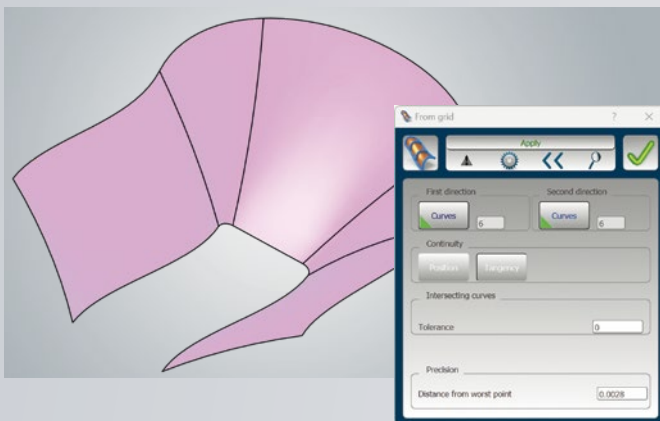 From grid ? ×
Apply
First direction Second direction
Curves 6 Curves 6
Continuity
Position Tangency
Intersecting curves
Tolerance 0
Precision
Distance from worst point 0.0028